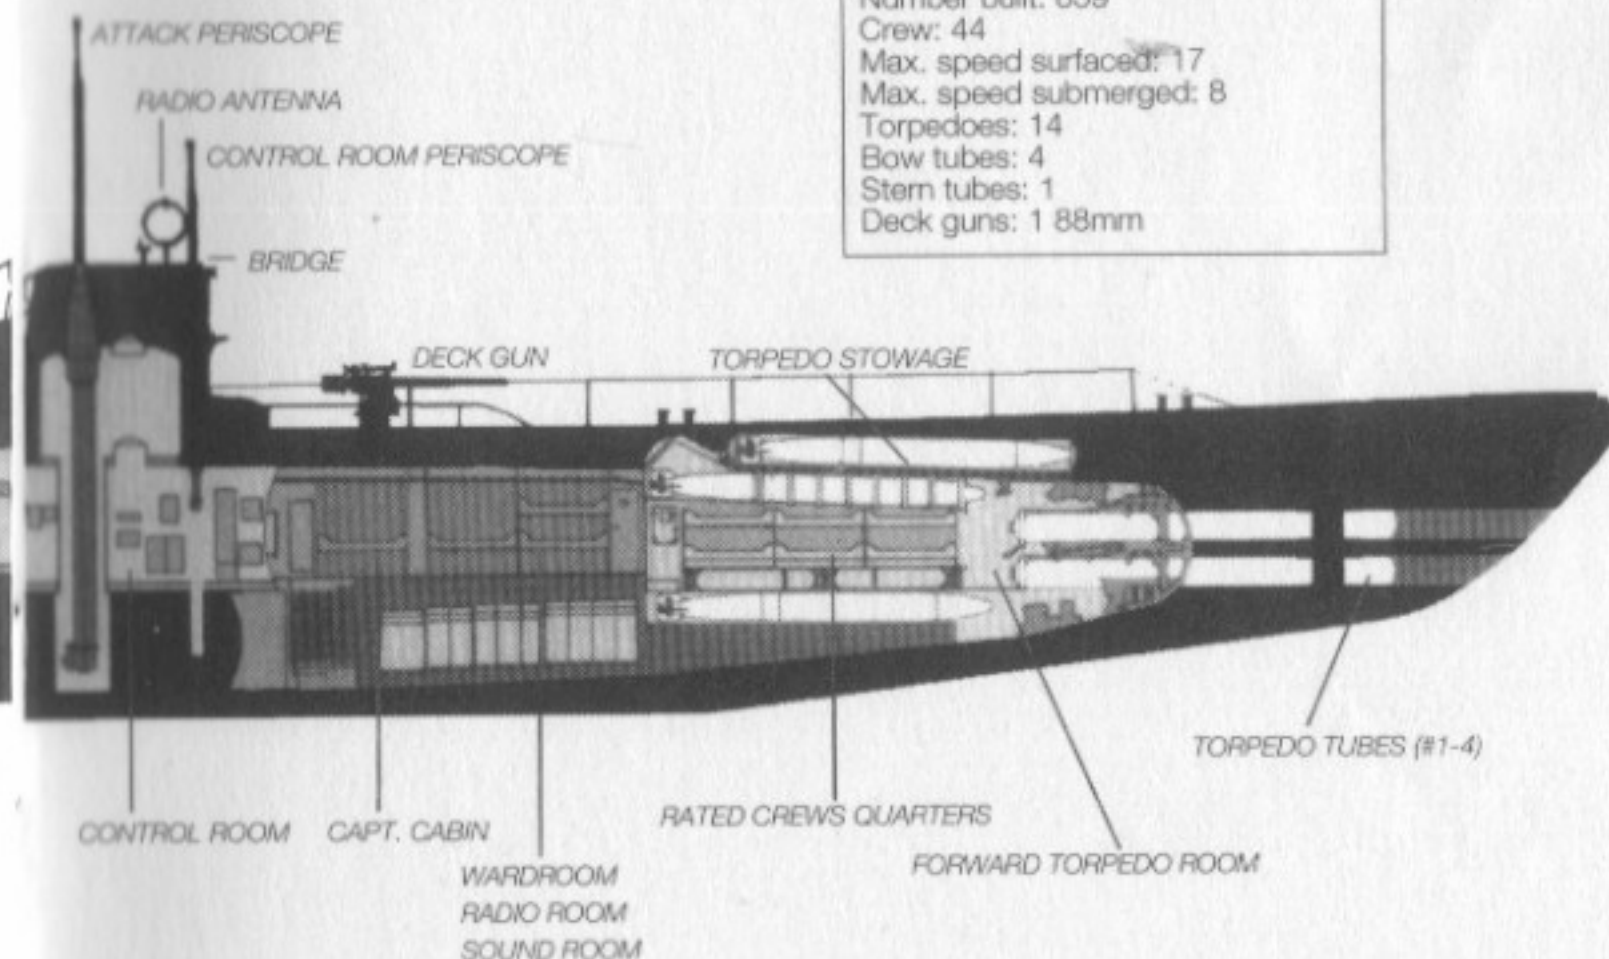 Crew: 44
Max. speed surfaced: 17
Max. speed submerged: 8
Torpedoes: 14
Bow tubes: 4
Stern tubes: 1
Deck guns: 1 88mm
ATTACK PERISCOPE
RADIO ANTENNA
CONTROL ROOM PERISCOPE
BRIDGE
DECK GUN
TORPEDO STOWAGE
TORPEDO TUBES (#1-4)
CONTROL ROOM
CAPT. CABIN
RATED CREWS QUARTERS
FORWARD TORPEDO ROOM
WARDROOM
RADIO ROOM
SOUND ROOM